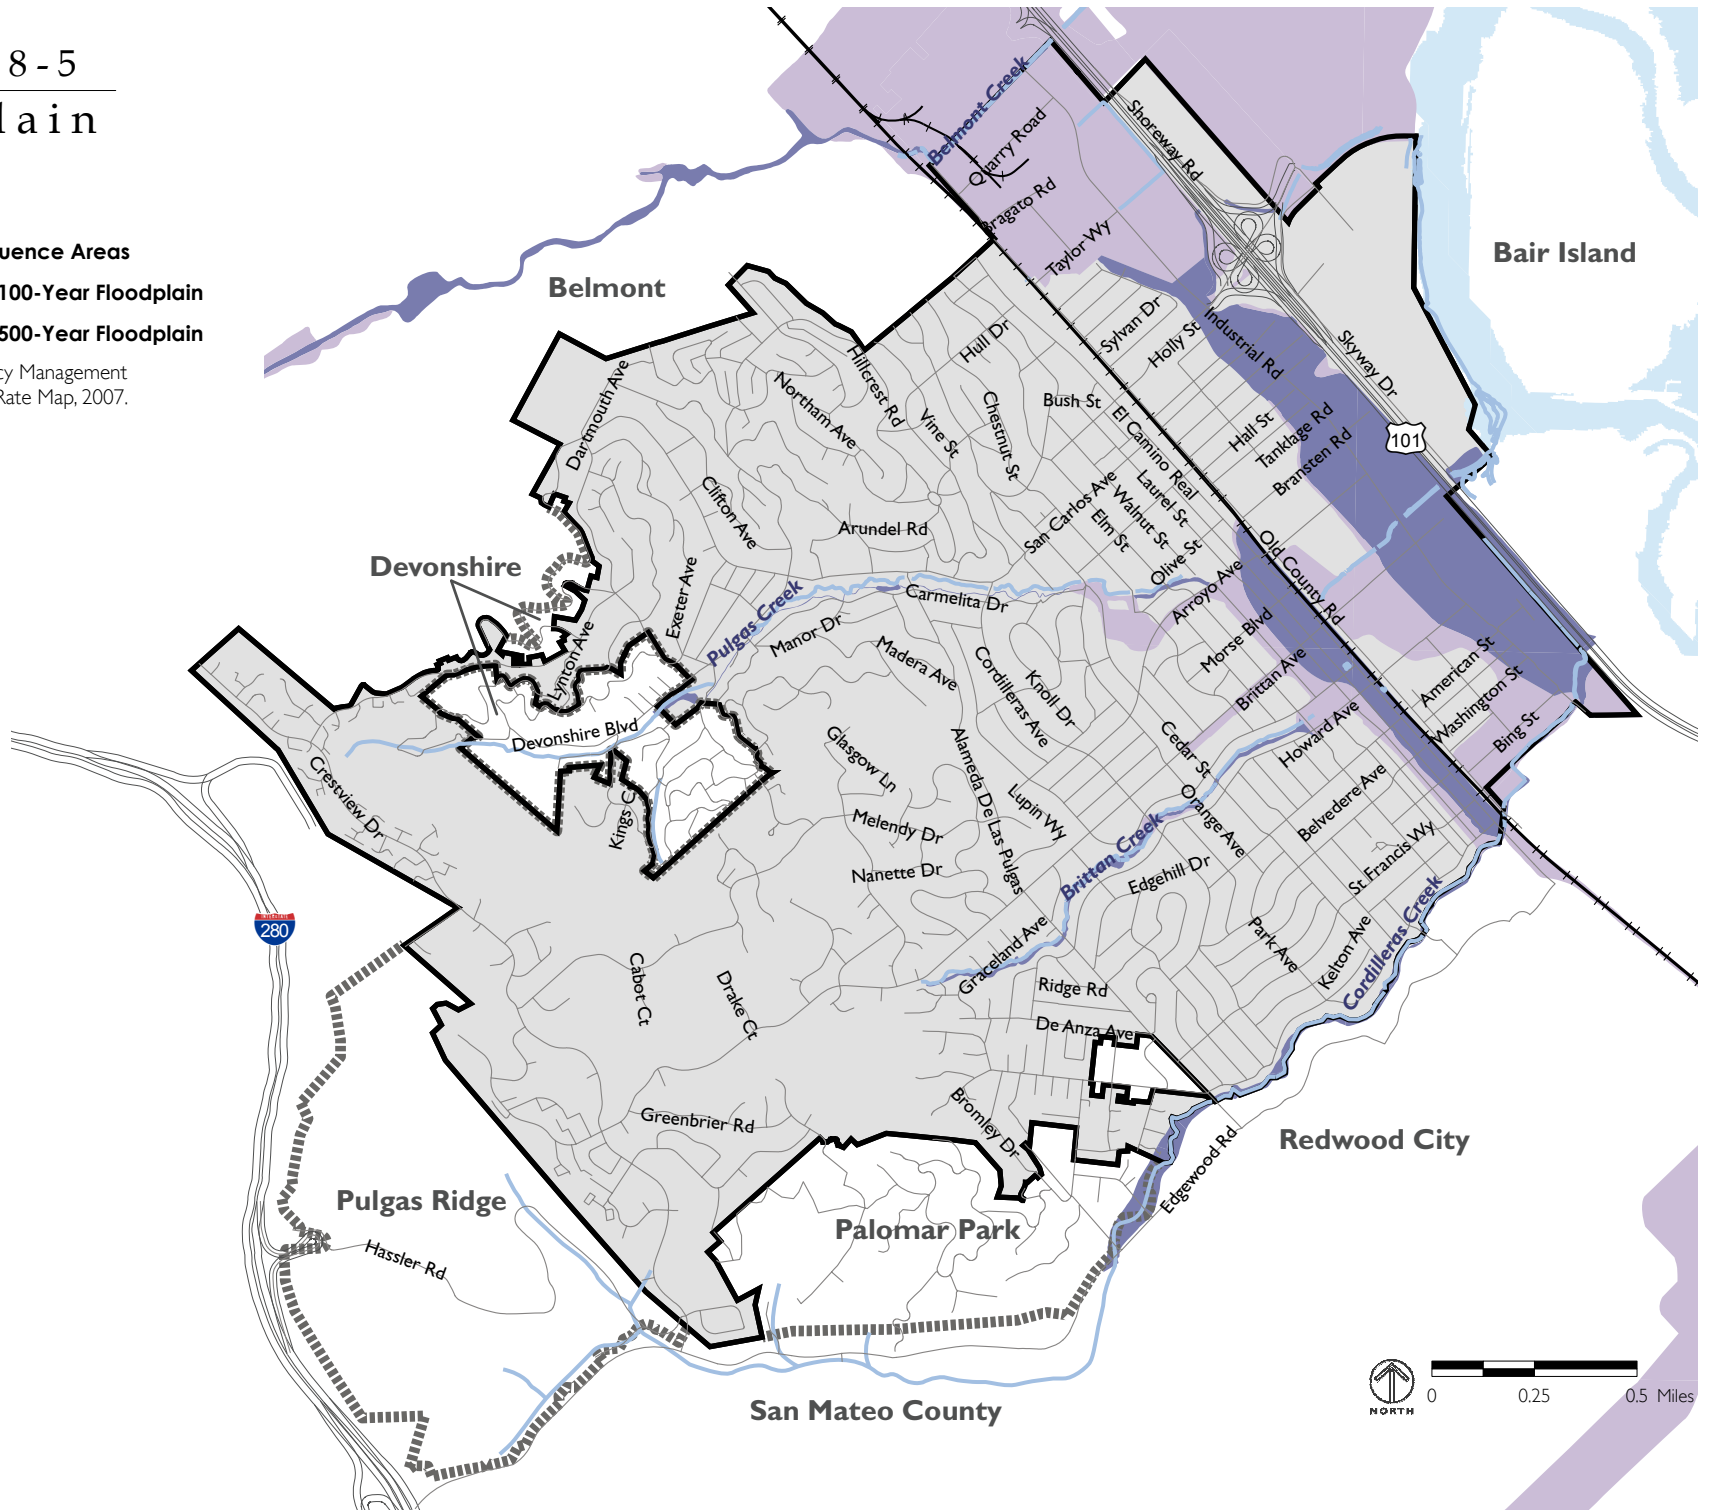 8-5
lain
uence Areas
100-Year Floodplain
500-Year Floodplain
cy Management
Rate Map, 2007.
Belmont Creek
Quarry Road
Bragato Rd
Taylor Wy
Shoreway Rd
Bair Island
Belmont
Sylvan Dr
Holly St
Industrial Rd
Skyway Dr
Hull Dr
Hillcrest Rd
Northam Ave
Dartmouth Ave
Vine St
Chestnut St
Bush St
El Camino Real
Hall St
Tanklage Rd
Bransten Rd
101
Clifton Ave
Arundel Rd
San Carlos Ave
Laurel St
Walnut St
Elm St
Olive St
Old County Rd
Devonshire
Exeter Ave
Pulgas Creek
Carmelita Dr
Arroyo Ave
Manor Dr
Madera Ave
Lynton Ave
Cordilleras Ave
Knoll Dr
Morse Blvd
Brittan Ave
American St
Washington St
Bing St
Devonshire Blvd
Howard Ave
Cedar St
Crestview Dr
Glasgow Ln
Alameda De Las Pulgas
Lupin Wy
Orange Ave
Belvedere Ave
Kings Ct
Melendy Dr
Nanette Dr
Brittan Creek
Edgehill Dr
St Francis Wy
INTERSTATE
280
Cabot Ct
Drake Ct
Graceland Ave
Park Ave
Kelton Ave
Cordilleras Creek
Ridge Rd
De Anza Ave
Greenbrier Rd
Bromley Dr
Redwood City
Edgewood Rd
Pulgas Ridge
Palomar Park
Hassler Rd
San Mateo County
NORTH
0 0.25 0.5 Miles